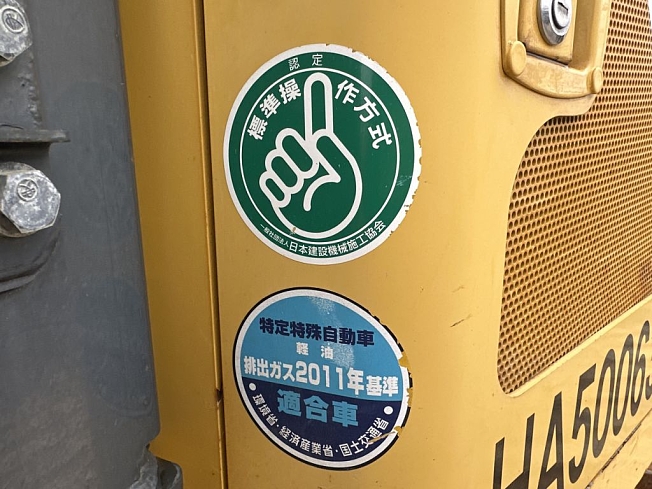 認定
標準操作方式
一般社団法人日本建設機械施工協会
特定特殊自動車
軽油
排出ガス2011年基準
適合車
・環境省・経済産業省・国土交通省
HA50065